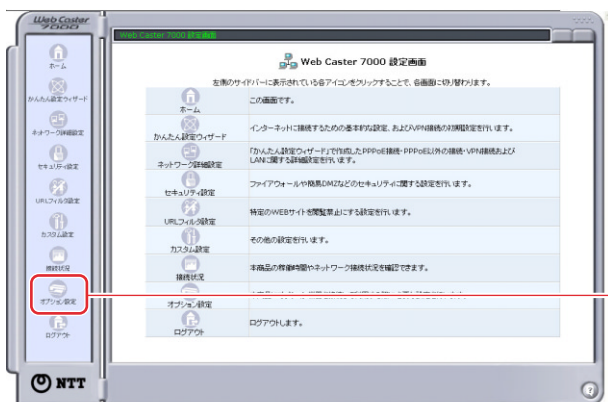 Web Caster
7000
Web Caster 7000 設定画面
ホーム
かんたん設定ウィザード
ネットワーク詳細設定
セキュリティ設定
URLフィルタ設定
カスタム設定
接続状況
オプション設定
ログアウト
NTT
Web Caster 7000 設定画面
左側のサイドバーに表示されている各アイコンをクリックすることで、各画面に切り替わります。
ホーム
この画面です。
かんたん設定ウィザード
インターネットに接続するための基本的な設定、およびVPN接続の初期設定を行います。
ネットワーク詳細設定
「かんたん設定ウィザード」で作成したPPPoE接続・PPPoE以外の接続・VPN接続および
LANに関する詳細設定を行います。
セキュリティ設定
ファイアウォールや簡易DMZなどのセキュリティに関する設定を行います。
URLフィルタ設定
特定のWEBサイトを閲覧禁止にする設定を行います。
カスタム設定
その他の設定を行います。
接続状況
本商品の稼働時間やネットワーク接続状況を確認できます。
オプション設定
ログアウト
ログアウトします。
?